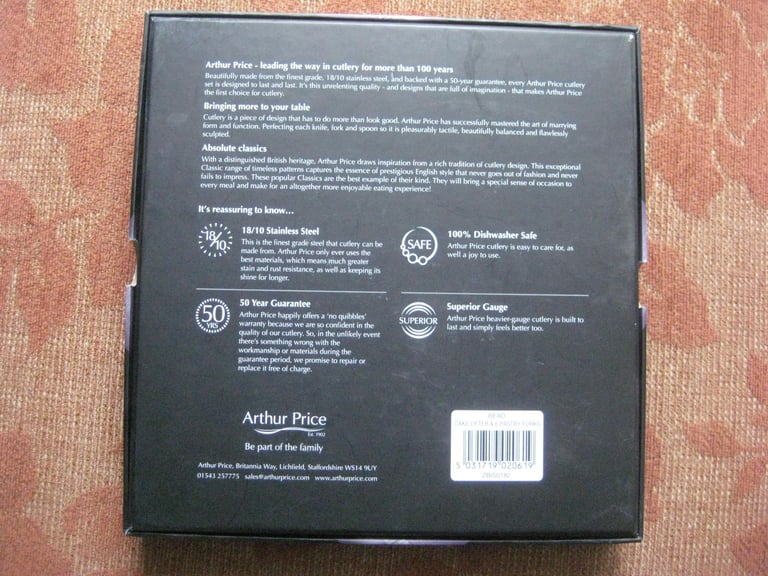 Arthur Price - leading the way in cutlery for more than 100 years
Beautifully made from the finest grade, 18/10 stainless steel, and backed with a 50-year guarantee, every Arthur Price cutlery
set is designed to last and last. It's this unrelenting quality - and designs that are full of imagination - that makes Arthur Price
the first choice for cutlery.
Bringing more to your table
Cutlery is a piece of design that has to do more than look good. Arthur Price has successfully mastered the art of marrying
form and function. Perfecting each knife, fork and spoon so it is pleasurably tactile, beautifully balanced and flawlessly
sculpted.
Absolute classics
With a distinguished British heritage, Arthur Price draws inspiration from a rich tradition of cutlery design. This exceptional
Classic range of timeless patterns captures the essence of prestigious English style that never goes out of fashion and never
fails to impress. These popular Classics are the best example of their kind. They will bring a special sense of occasion to
every meal and make for an altogether more enjoyable eating experience!
It's reassuring to know...
18/10
18/10 Stainless Steel
This is the finest grade steel that cutlery can be
made from. Arthur Price only ever uses the
best materials, which means much greater
stain and rust resistance, as well as keeping its
shine for longer.
SAFE
100% Dishwasher Safe
Arthur Price cutlery is easy to care for, as
well a joy to use.
50
YRS
50 Year Guarantee
Arthur Price happily offers a 'no quibbles'
warranty because we are so confident in the
quality of our cutlery. So, in the unlikely event
there's something wrong with the
workmanship or materials during the
guarantee period, we promise to repair or
replace it free of charge.
SUPERIOR
Superior Gauge
Arthur Price heavier-gauge cutlery is built to
last and simply feels better too.
Arthur Price
Est. 1902
Be part of the family
Arthur Price, Britannia Way, Lichfield, Staffordshire WS14 9UY
01543 257775 sales@arthurprice.com www.arthurprice.com
BEAD
CAKE LIFTER & 6 PASTRY FORKS
5 031719 020619